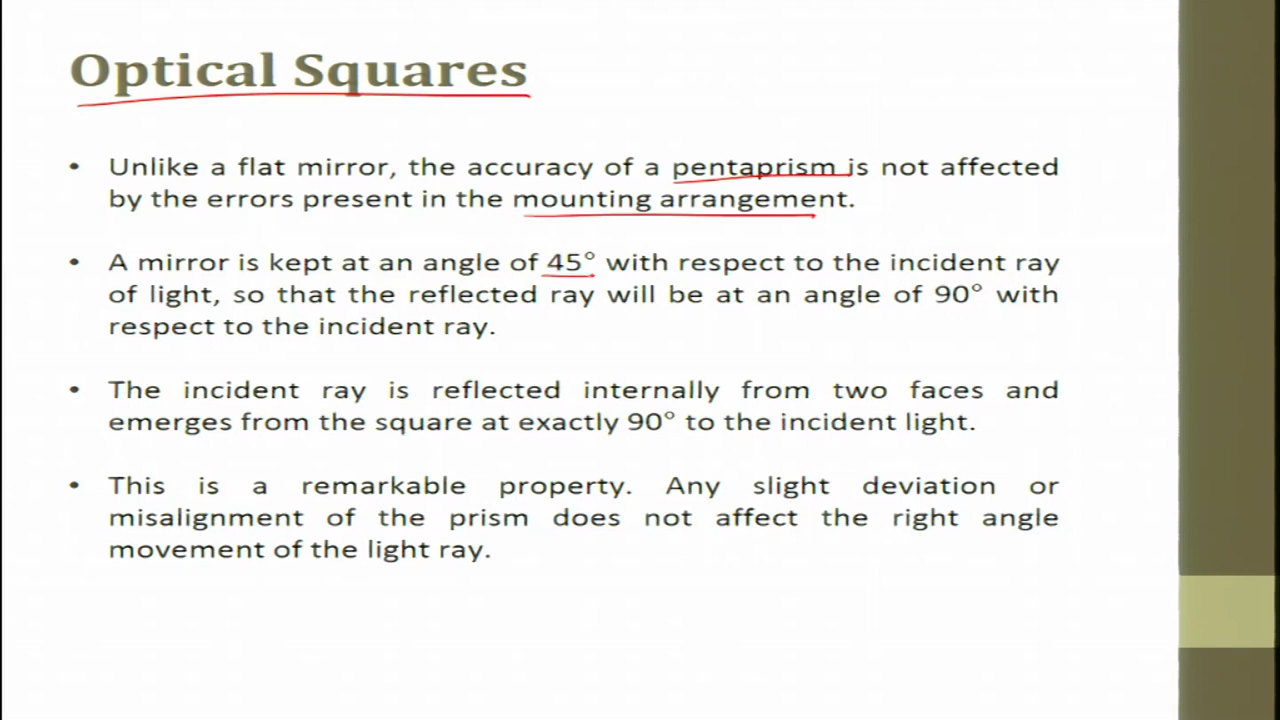 Optical Squares
• Unlike a flat mirror, the accuracy of a pentaprism is not affected
by the errors present in the mounting arrangement.
• A mirror is kept at an angle of 45° with respect to the incident ray
of light, so that the reflected ray will be at an angle of 90° with
respect to the incident ray.
• The incident ray is reflected internally from two faces and
emerges from the square at exactly 90° to the incident light.
• This is a remarkable property. Any slight deviation or
misalignment of the prism does not affect the right angle
movement of the light ray.